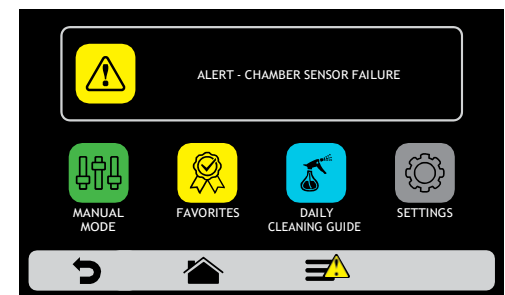 ALERT - CHAMBER SENSOR FAILURE
MANUAL
MODE
FAVORITES
DAILY
CLEANING GUIDE
SETTINGS